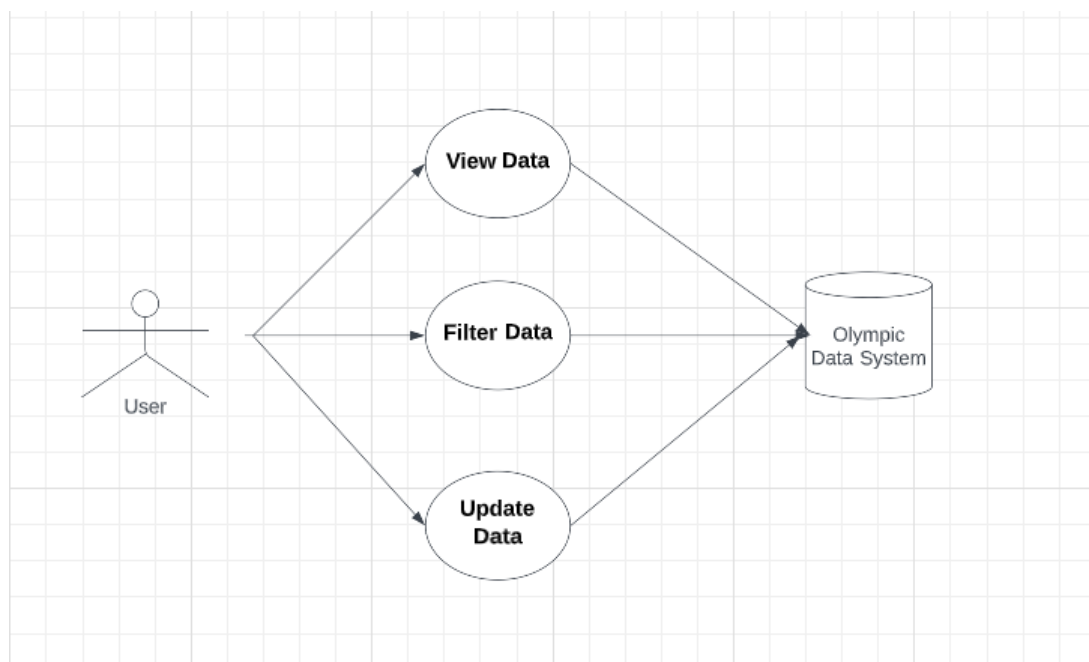 View Data
Filter Data
Olympic
Data System
User
Update
Data